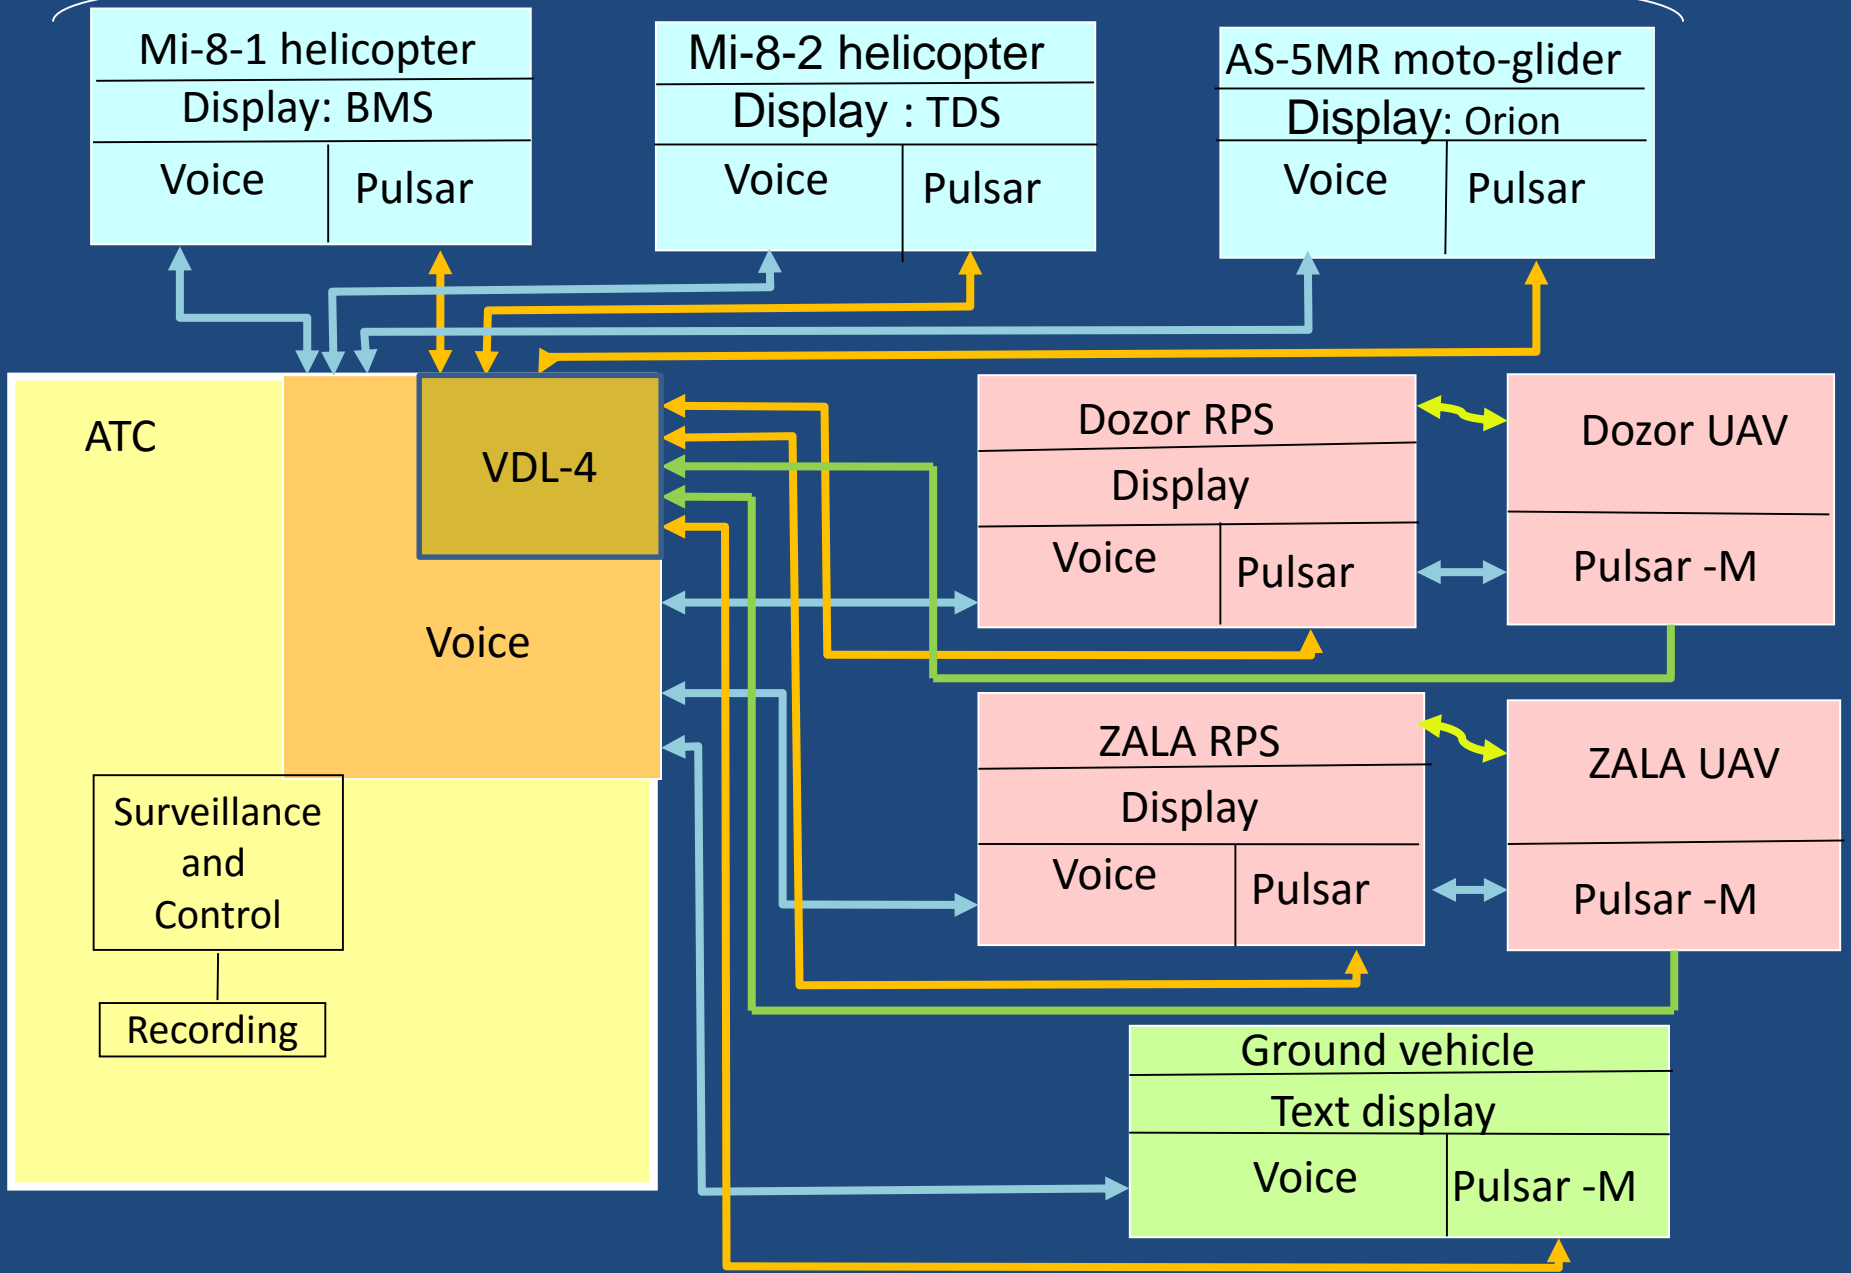 Mi-8-1 helicopter
Display: BMS
Voice
Pulsar
Mi-8-2 helicopter
Display : TDS
Voice
Pulsar
AS-5MR moto-glider
Display: Orion
Voice
Pulsar
ATC
VDL-4
Voice
Surveillance
and
Control
Recording
Dozor RPS
Display
Voice
Pulsar
Dozor UAV
Pulsar -M
ZALA RPS
Display
Voice
Pulsar
ZALA UAV
Pulsar -M
Ground vehicle
Text display
Voice
Pulsar -M